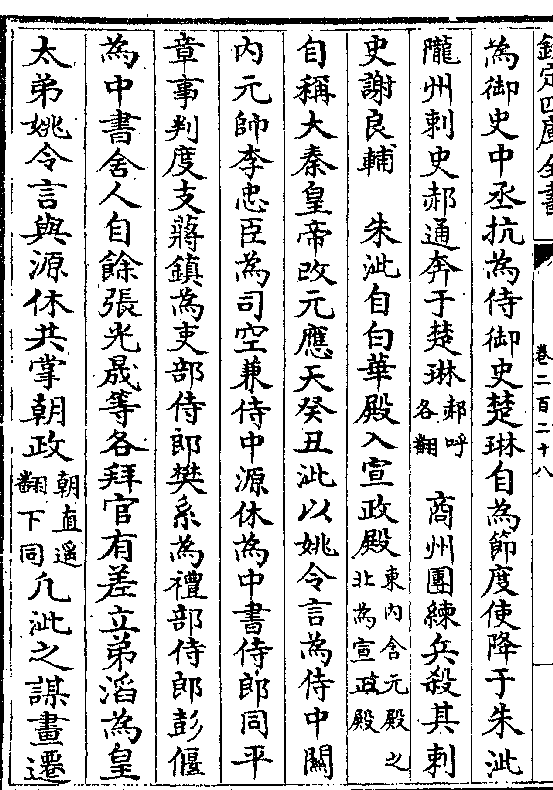 欽定四庫全書
卷二百二十八
為御史中丞抗為侍御史楚琳自為節度使降于朱泚
隴州刺史郝通奔于楚琳郝呼各翻 商州團練兵殺其刺
史謝良輔 朱泚自白華殿入宣政殿東內含元殿之北為宣政殿
自稱大秦皇帝改元應天癸丑泚以姚令言為侍中關
內元帥李忠臣為司空兼侍中源休為中書侍郎同平
章事判度支蔣鎮為吏部侍郎樊系為禮部侍郎彭偃
為中書舍人自餘張光晟等各拜官有差立弟滔為皇
太弟姚令言與源休共掌朝政朝直遥翻下同凡泚之謀畫遷